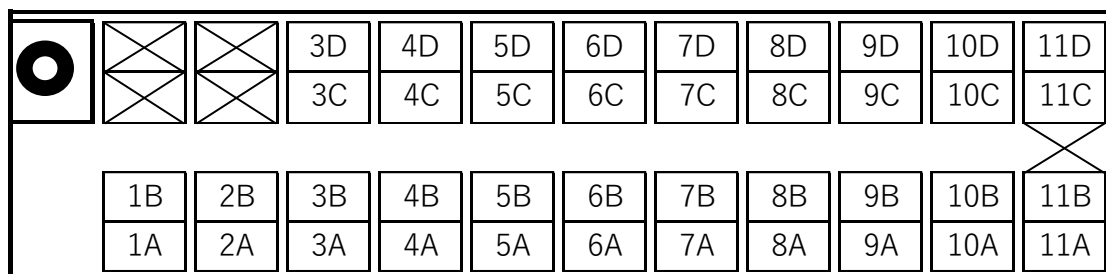 3D 4D 5D 6D 7D 8D 9D 10D 11D
3C 4C 5C 6C 7C 8C 9C 10C 11C
1B 2B 3B 4B 5B 6B 7B 8B 9B 10B 11B
1A 2A 3A 4A 5A 6A 7A 8A 9A 10A 11A